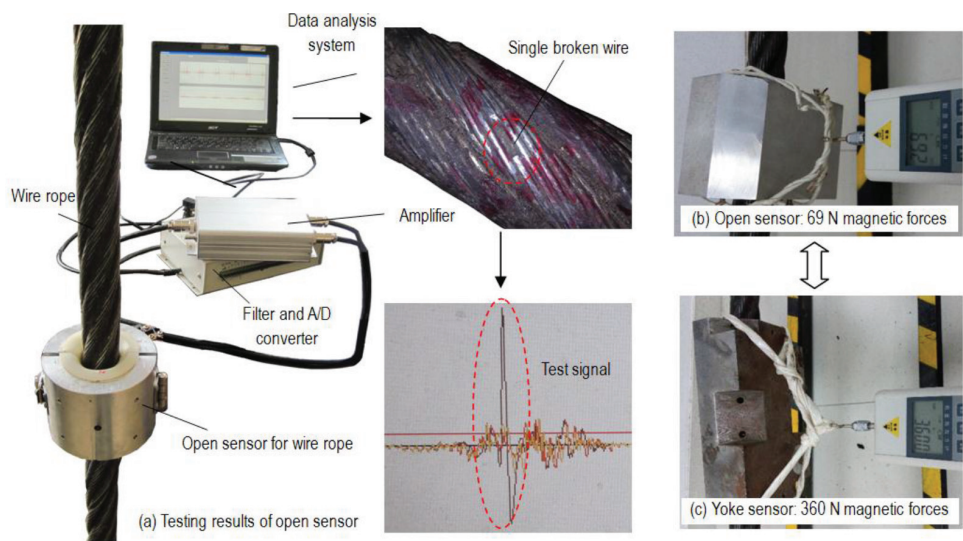 Data analysis
system
Single broken wire
Wire rope
Amplifier
Filter and A/D
converter
Test signal
Open sensor for wire rope
(a) Testing results of open sensor
(b) Open sensor: 69 N magnetic forces
(c) Yoke sensor: 360 N magnetic forces